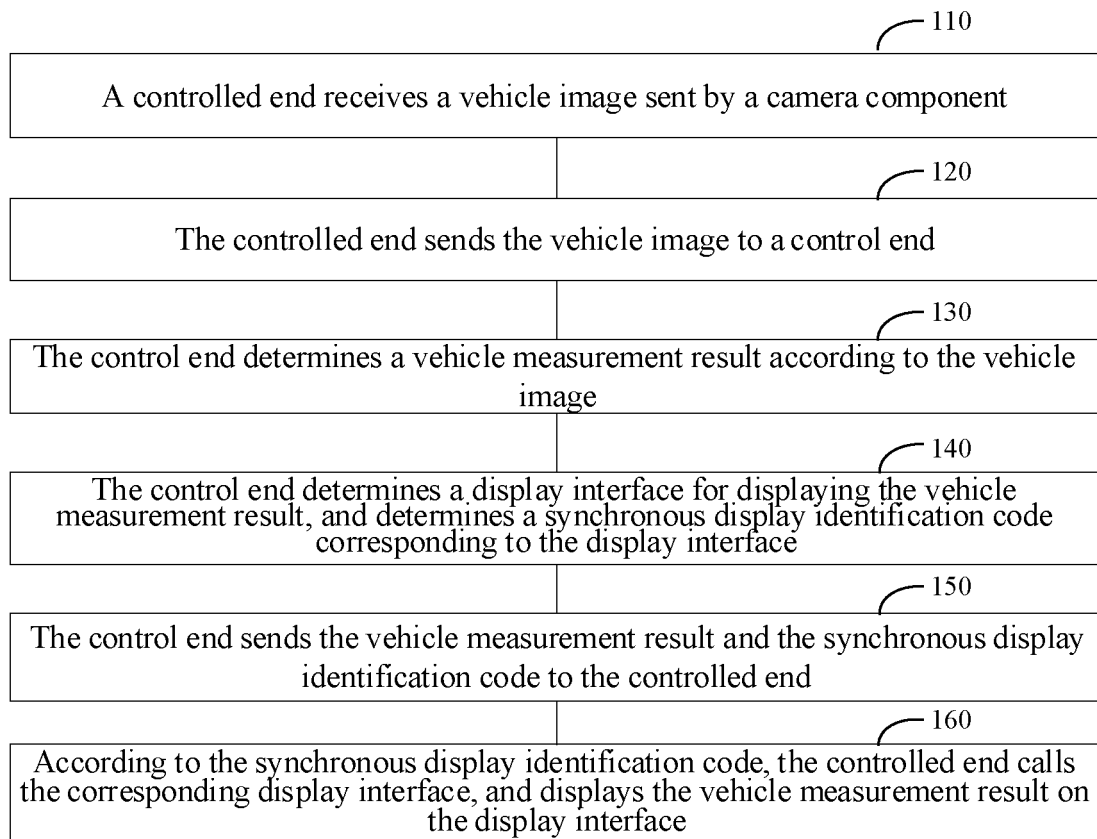 110
A controlled end receives a vehicle image sent by a camera component
120
The controlled end sends the vehicle image to a control end
130
The control end determines a vehicle measurement result according to the vehicle
image
140
The control end determines a display interface for displaying the vehicle
measurement result, and determines a synchronous display identification code
corresponding to the display interface
150
The control end sends the vehicle measurement result and the synchronous display
identification code to the controlled end
160
According to the synchronous display identification code, the controlled end calls
the corresponding display interface, and displays the vehicle measurement result on
the display interface